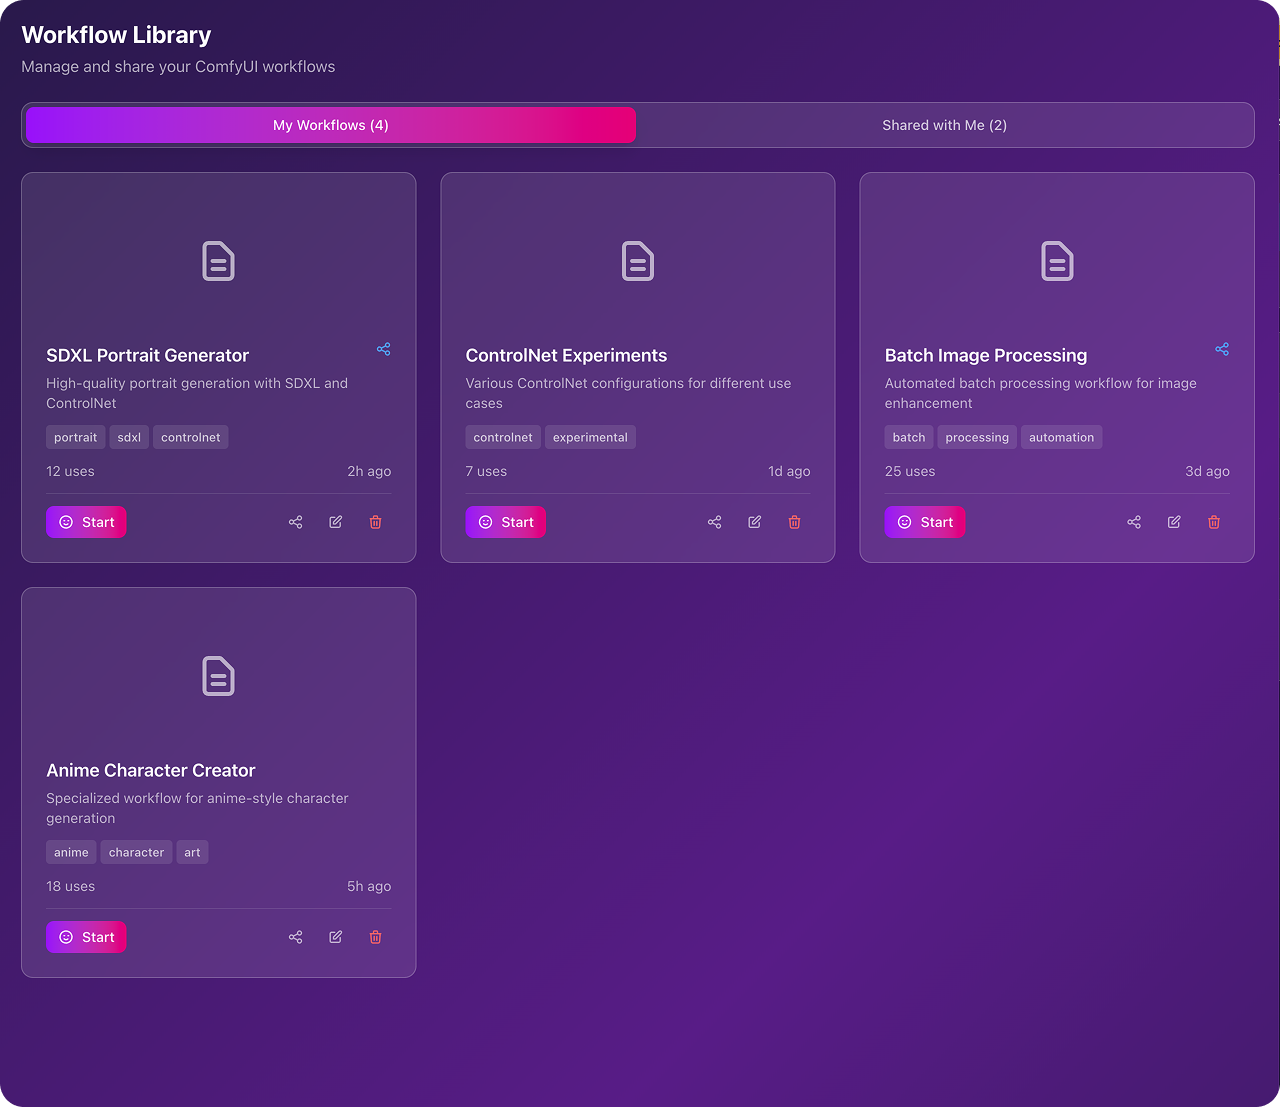 Workflow Library
Manage and share your ComfyUI workflows
My Workflows (4)
Shared with Me (2)
SDXL Portrait Generator
High-quality portrait generation with SDXL and
ControlNet
portrait sdxl controlnet
12 uses 2h ago
Start
ControlNet Experiments
Various ControlNet configurations for different use
cases
controlnet experimental
7 uses 1d ago
Start
Batch Image Processing
Automated batch processing workflow for image
enhancement
batch processing automation
25 uses 3d ago
Start
Anime Character Creator
Specialized workflow for anime-style character
generation
anime character art
18 uses 5h ago
Start